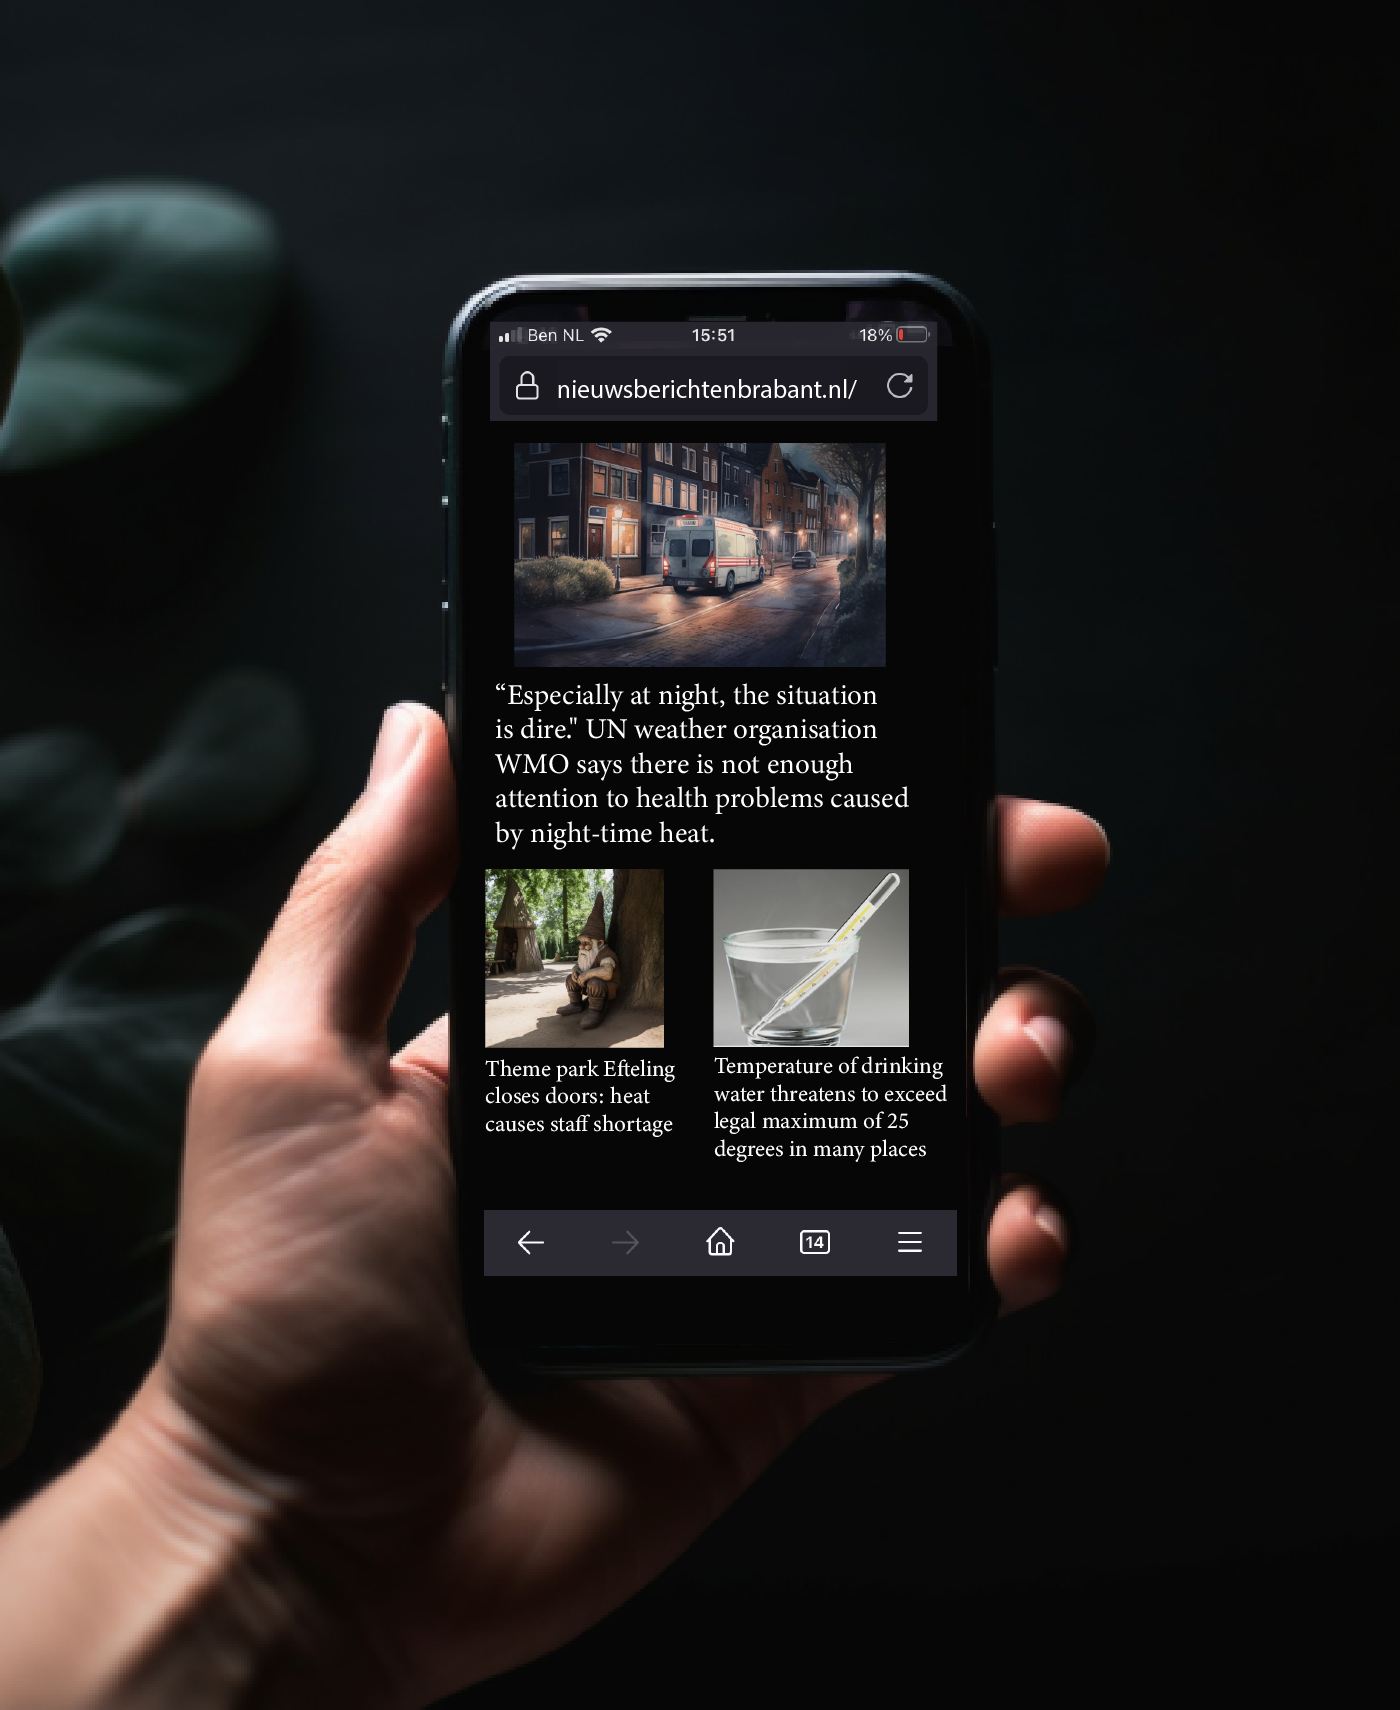 Ben NL 15:51 18%
nieuwsberichtenbrabant.nl/
“Especially at night, the situation
is dire." UN weather organisation
WMO says there is not enough
attention to health problems caused
by night-time heat.
Theme park Efteling
closes doors: heat
causes staff shortage
Temperature of drinking
water threatens to exceed
legal maximum of 25
degrees in many places
14